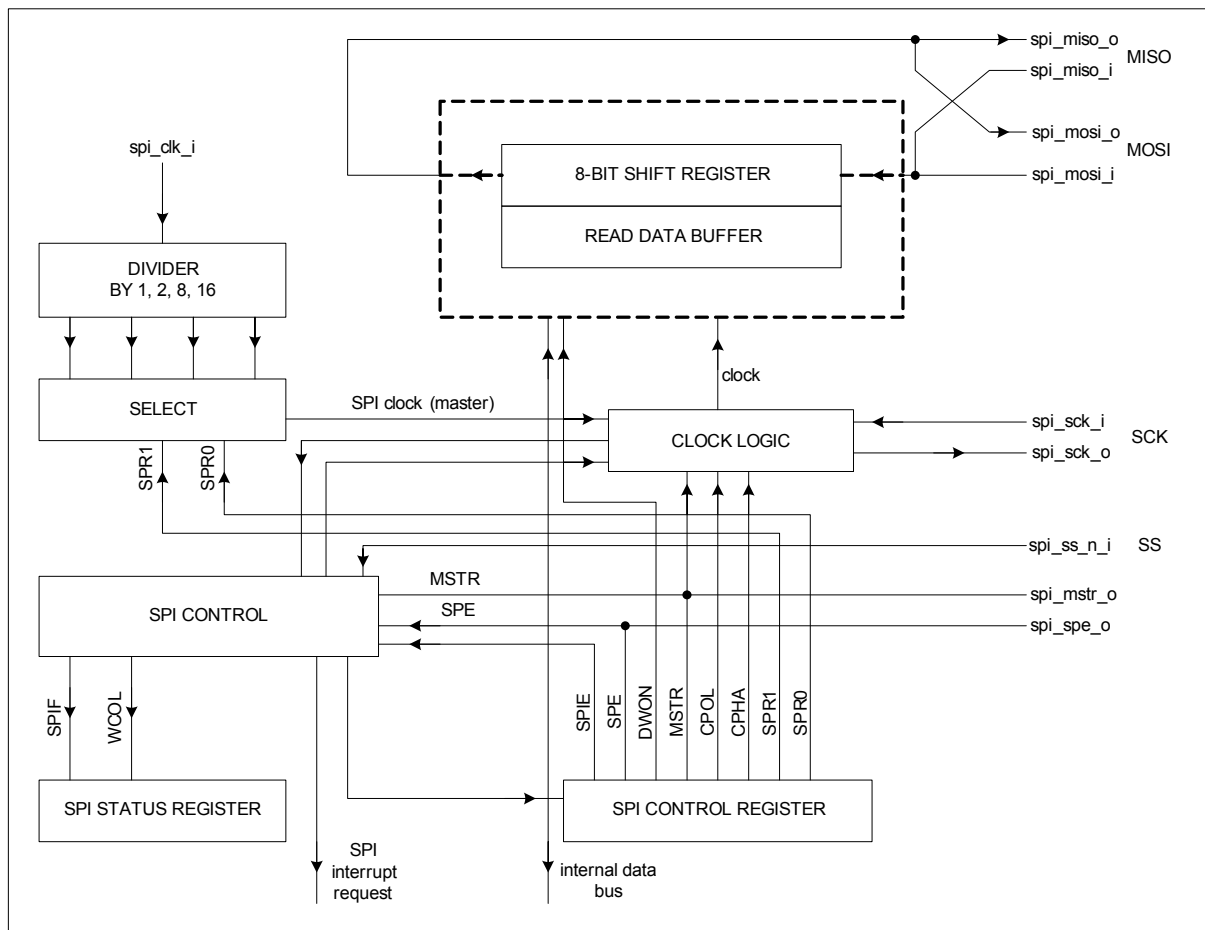 spi_miso_o
MISO
spi_miso_i
spi_mosi_o
MOSI
spi_mosi_i
spi_clk_i
8-BIT SHIFT REGISTER
READ DATA BUFFER
DIVIDER
BY 1, 2, 8, 16
clock
SELECT
SPI clock (master)
CLOCK LOGIC
spi_sck_i
SCK
spi_sck_o
SPR1
SPR0
spi_ss_n_i
SS
SPI CONTROL
MSTR
spi_mstr_o
SPE
spi_spe_o
SPIF
WCOL
SPIE
SPE
DWON
MSTR
CPOL
CPHA
SPR1
SPR0
SPI STATUS REGISTER
SPI CONTROL REGISTER
SPI
interrupt
request
internal data
bus